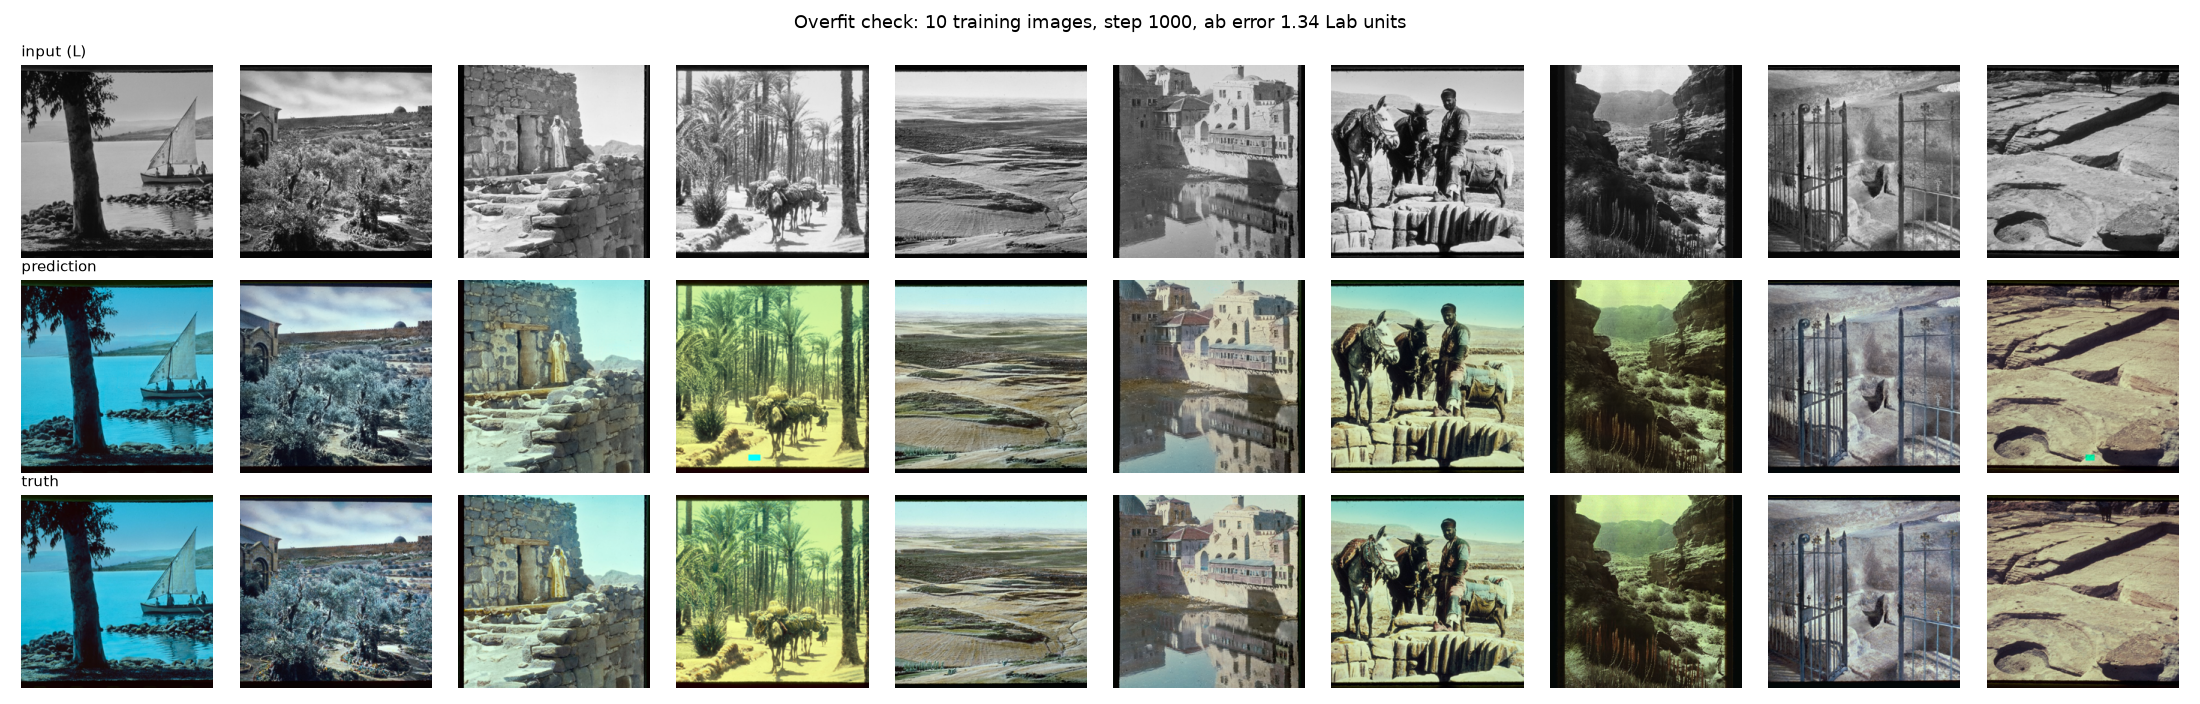 Overfit check: 10 training images, step 1000, ab error 1.34 Lab units
input (L)
prediction
truth